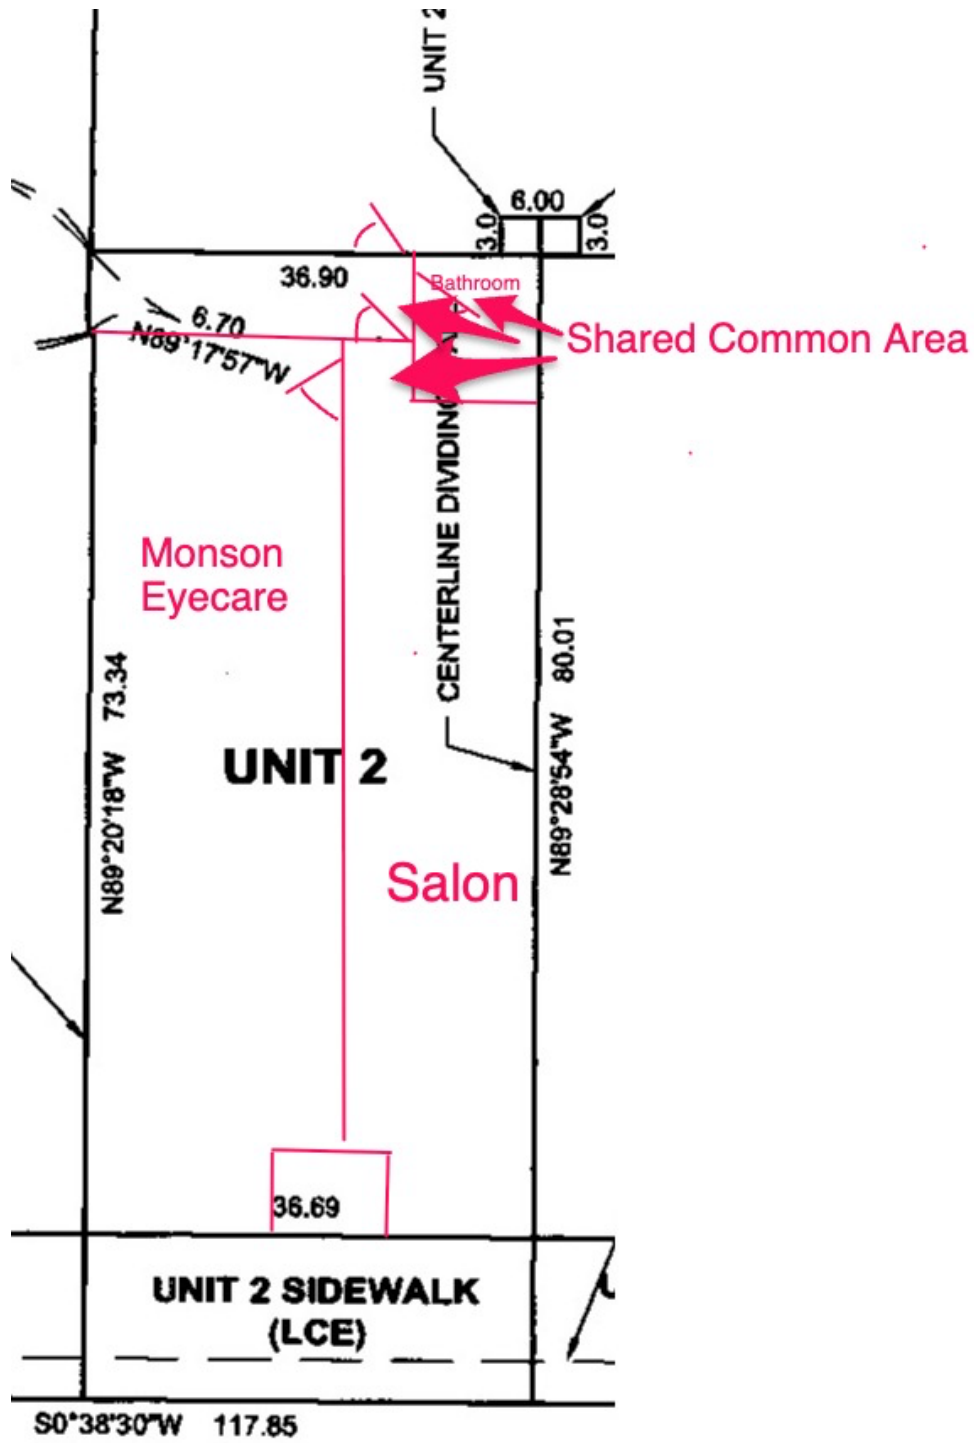 UNIT 2
6.00
3.0
3.0
36.90
Bathroom
6.70
N89°17'57"W
Shared Common Area
CENTERLINE DIVIDING
Monson
Eyecare
N89°20'18"W 73.34
N89°28'54"W 80.01
UNIT 2
Salon
36.69
UNIT 2 SIDEWALK
(LCE)
S0°38'30"W 117.85